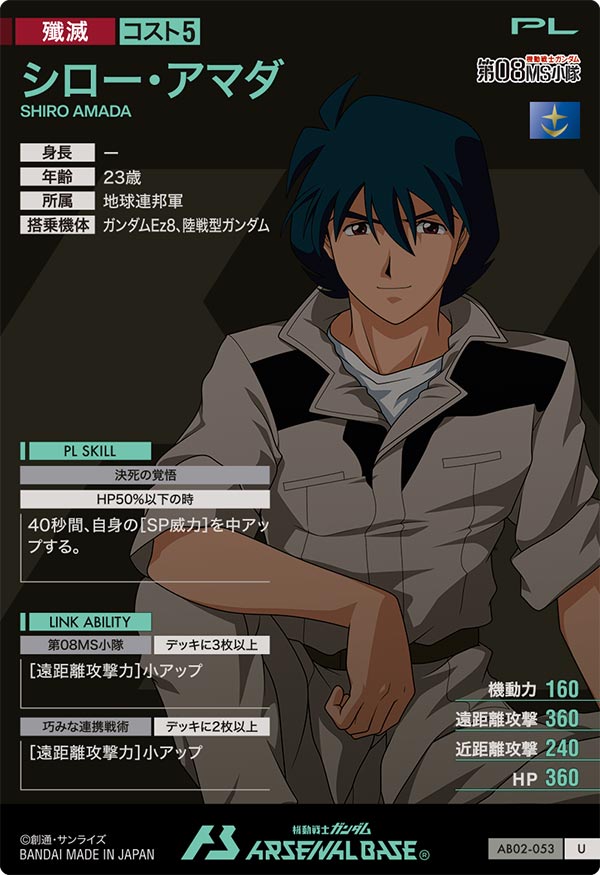 殲滅 コスト5 PL
シロー・アマダ
SHIRO AMADA
機動戦士ガンダム
第08MS小隊
身長 ー
年齢 23歳
所属 地球連邦軍
搭乗機体 ガンダムEz8、陸戦型ガンダム
PL SKILL
決死の覚悟
HP50%以下の時
40秒間、自身の[SP威力]を中アッ
プする。
LINK ABILITY
第08MS小隊 デッキに3枚以上
[遠距離攻撃力]小アップ
巧みな連携戦術 デッキに2枚以上
[遠距離攻撃力]小アップ
機動力 160
遠距離攻撃 360
近距離攻撃 240
HP 360
©創通・サンライズ
BANDAI MADE IN JAPAN
機動戦士ガンダム
ARSENAL BASE®
AB02-053 U